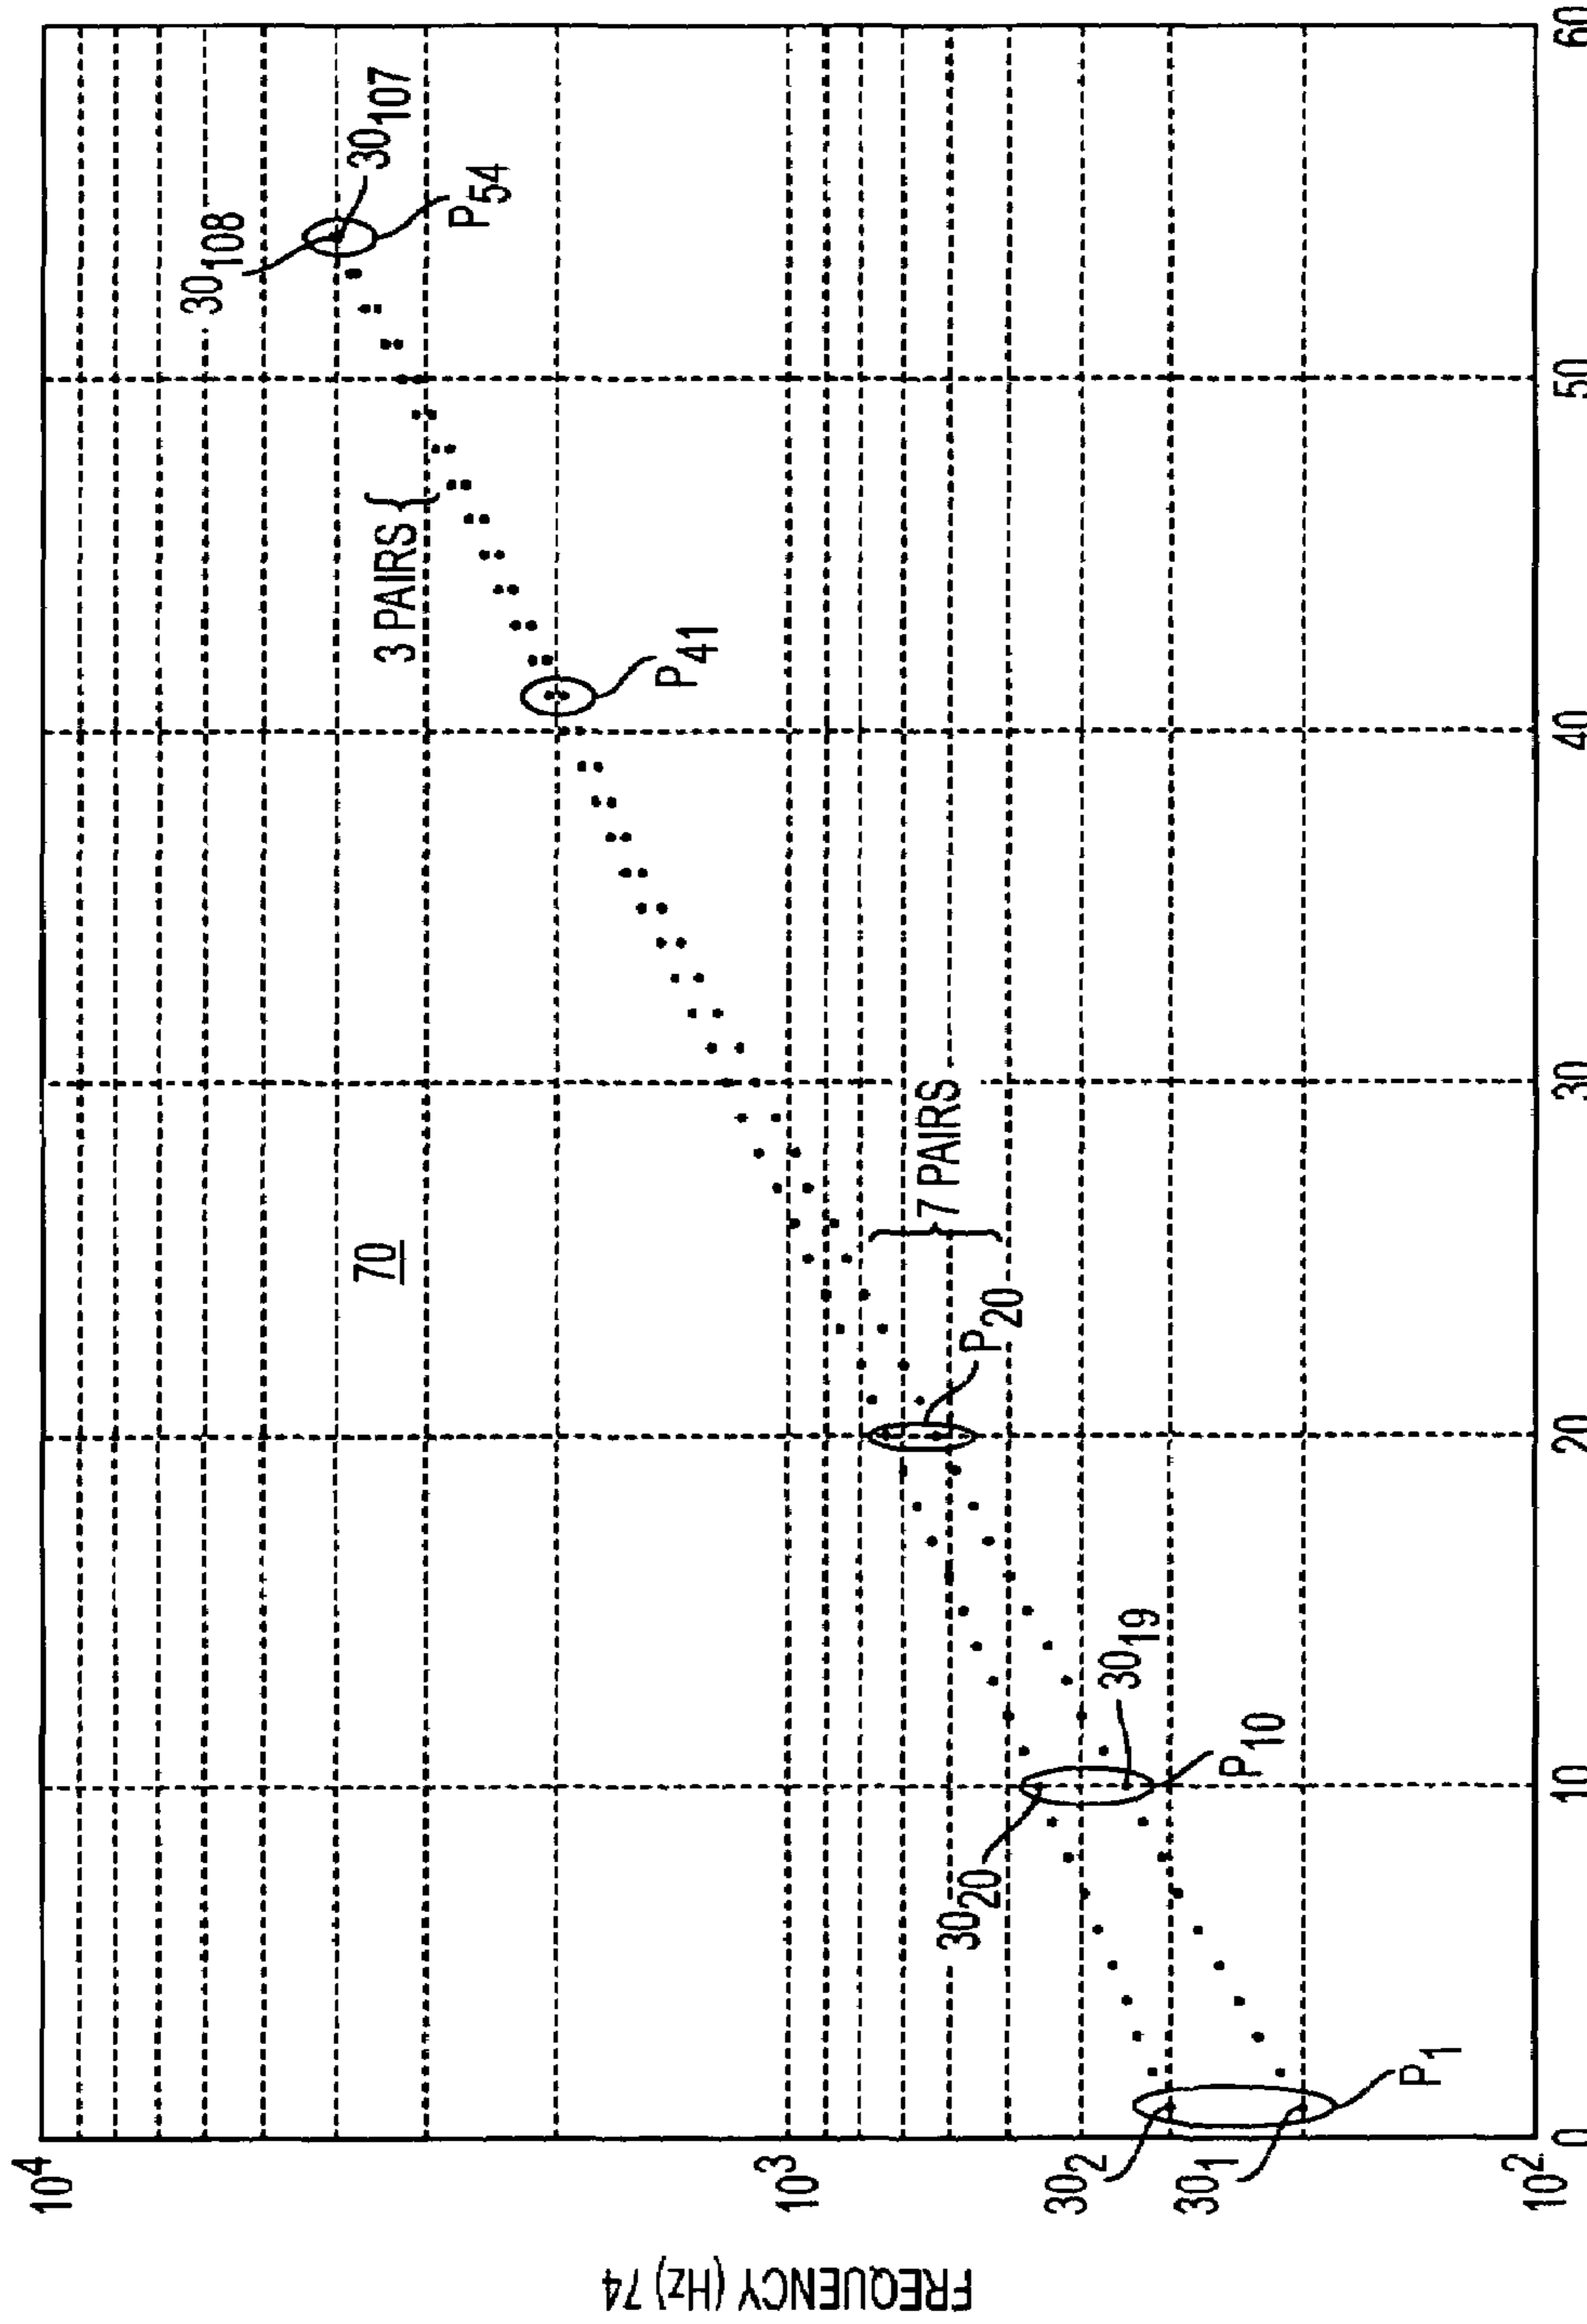 FREQUENCY (Hz) 74
10⁴
10³
10²
30₂
30₁
0
10
20
30
40
50
60
70
P₁
30₂₀
30₁₉
P₁₀
P₂₀
7 PAIRS
P₄₁
3 PAIRS
30₁₀₈
30₁₀₇
P₅₄